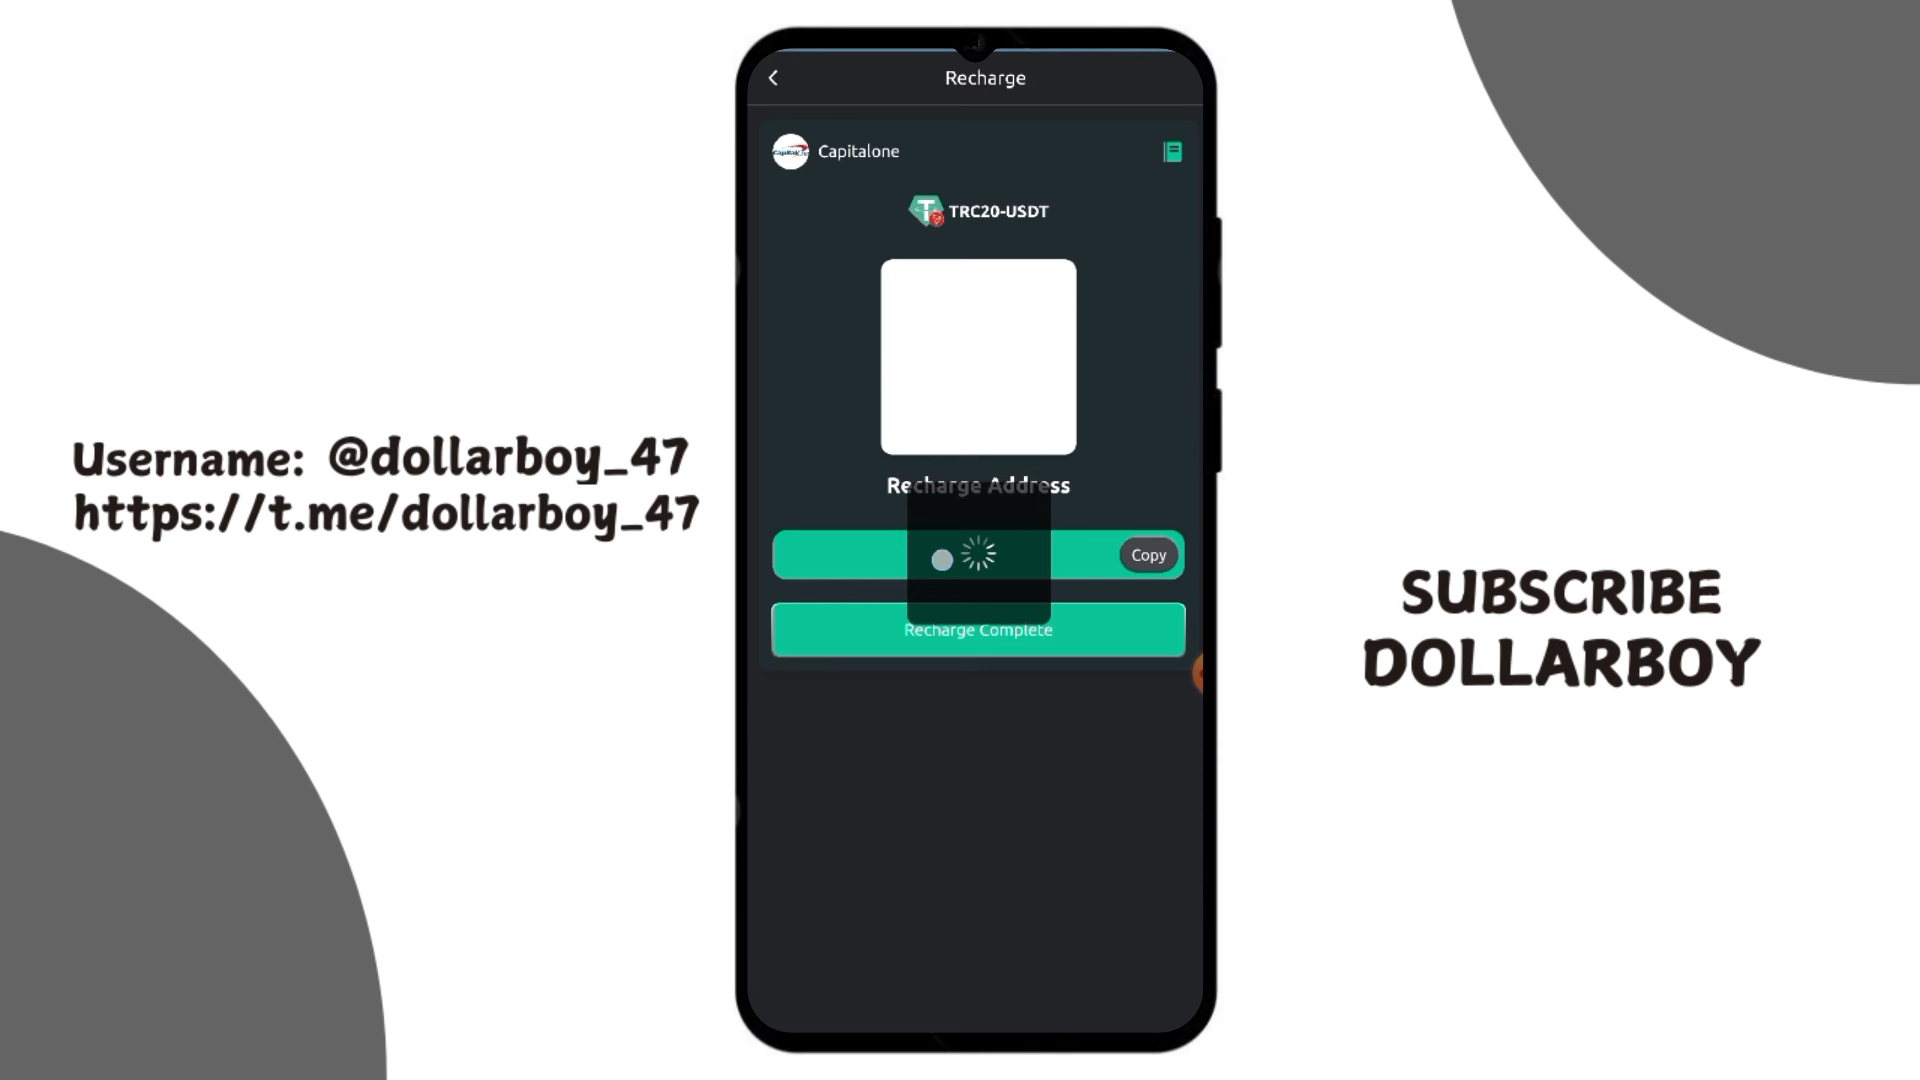 Recharge
Capitalone
TRC20-USDT
Recharge Address
Copy
Recharge Complete
Username: @dollarboy_47
https://t.me/dollarboy_47
SUBSCRIBE
DOLLARBOY